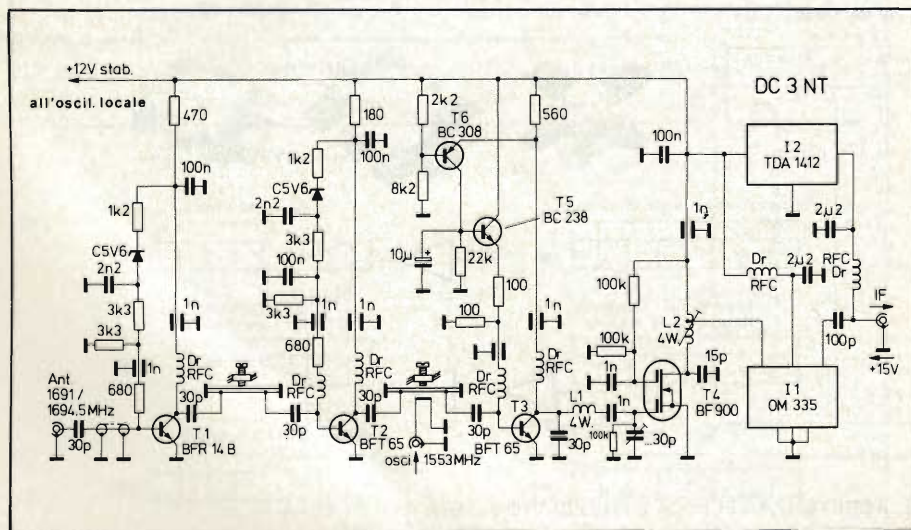 +12V stab.
all'oscil. locale
DC 3 NT
470
180
2k2
T6
BC 308
560
100n
I2
TDA 1412
100n
1k2
C5V6
2n2
3k3
3k3
1n
680
1n
Dr
RFC
30p
T1
BFR 14 B
Ant.
1691 /
1694.5MHz
30p
100n
1k2
C5V6
2n2
3k3
100n
3k3
1n
680
Dr
RFC
1n
Dr
RFC
30p
30p
T2
BFT 65
osci
1553MHz
8k2
T5
BC 238
10µ
+
22k
100
100
1n
Dr
RFC
Dr
RFC
30p
T3
BFT 65
30p
L1
4W.
1n
100k
100k
1n
100k
...30p
T4
BF900
1n
L2
4W.
15p
Dr
RFC
2µ2
2µ2
RFC
Dr
100p
IF
+15V
I1
OM 335